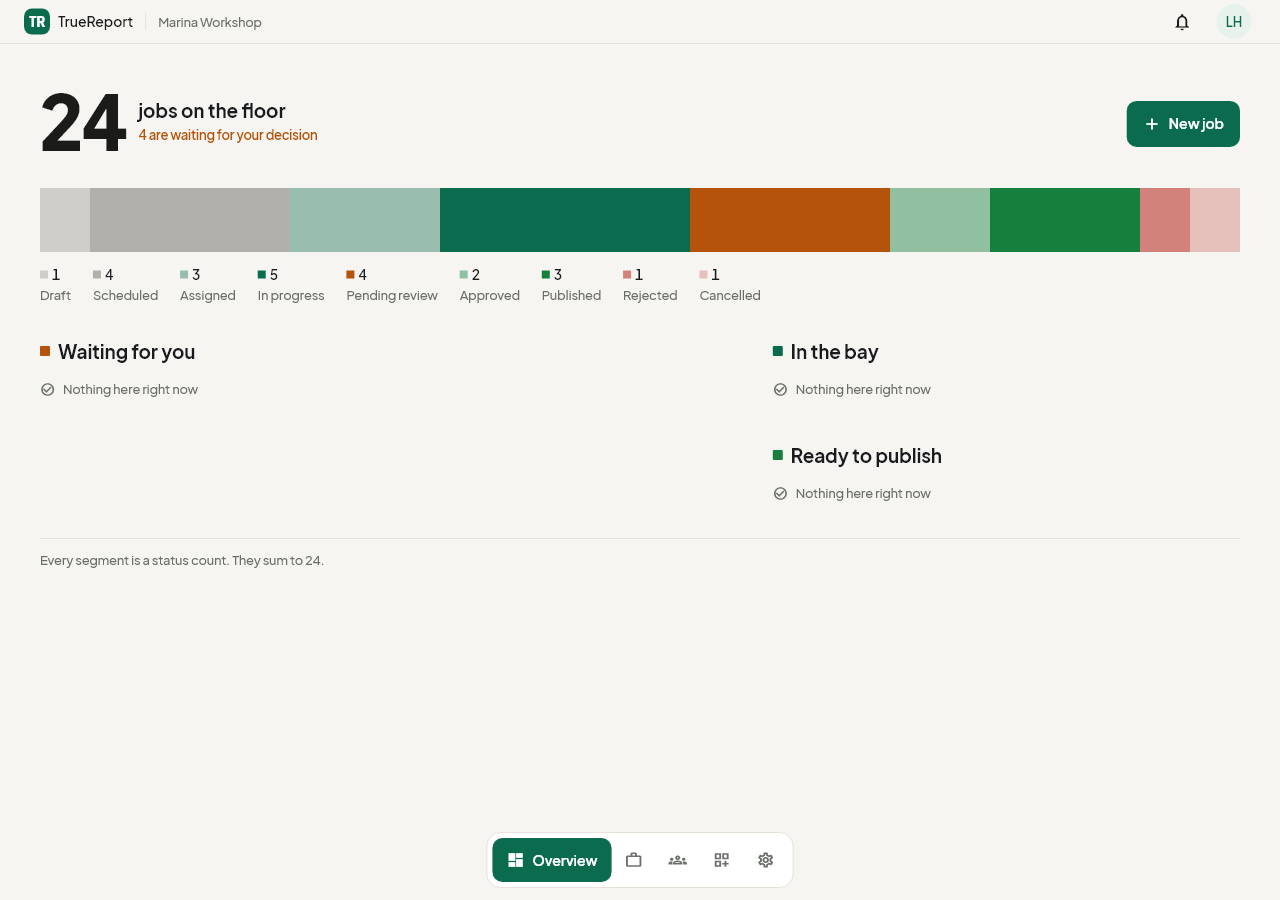 TR TrueReport Marina Workshop LH
24 jobs on the floor
4 are waiting for your decision
+ New job
1 4 3 5 4 2 3 1 1
Draft Scheduled Assigned In progress Pending review Approved Published Rejected Cancelled
Waiting for you
Nothing here right now
In the bay
Nothing here right now
Ready to publish
Nothing here right now
Every segment is a status count. They sum to 24.
Overview